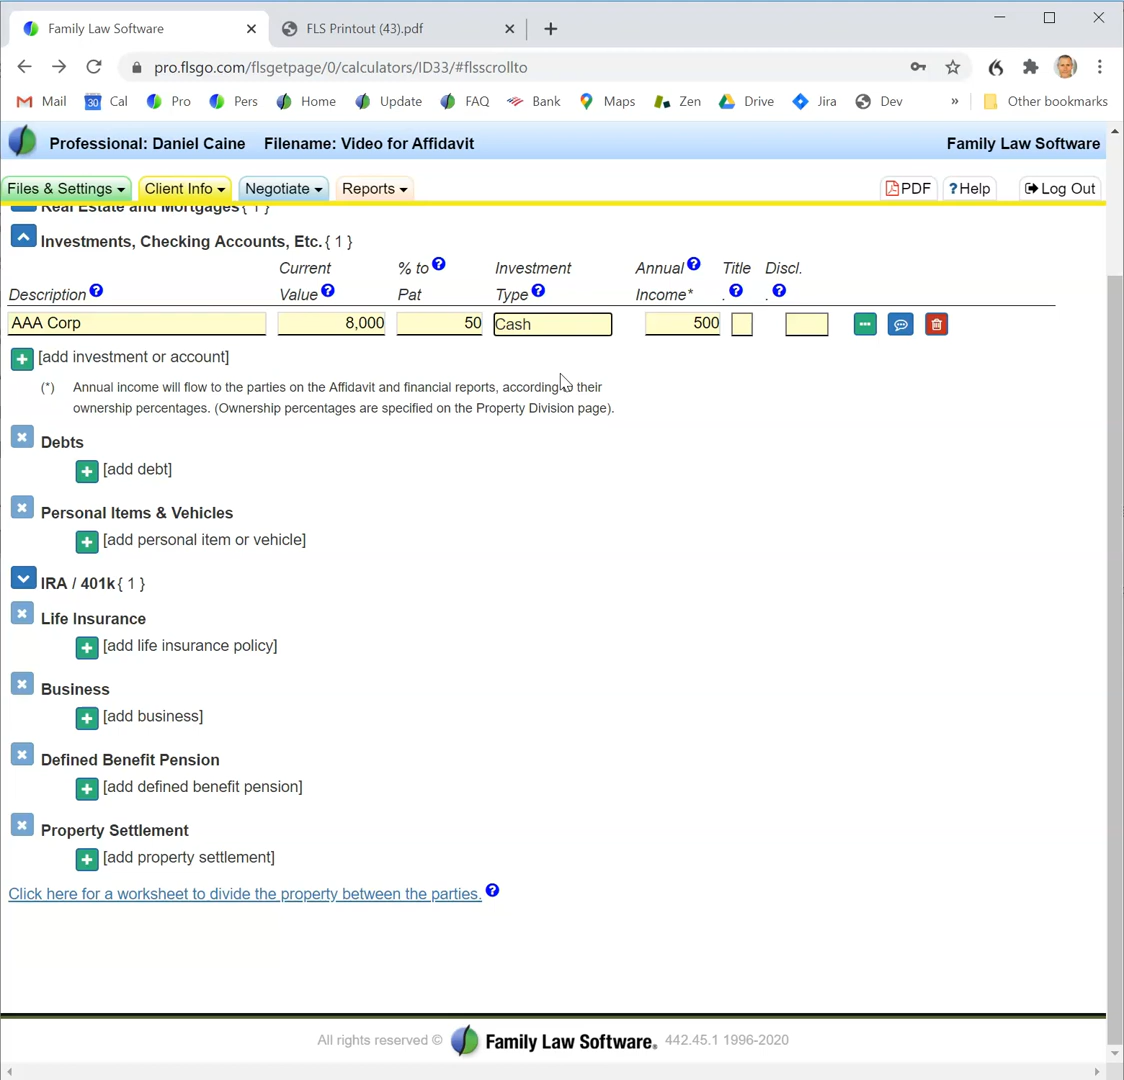 Family Law Software
FLS Printout (43).pdf
pro.flsgo.com/flsgetpage/0/calculators/ID33/#flsscrollto
Mail 30 Cal Pro Pers Home Update FAQ Bank Maps Zen Drive Jira Dev » Other bookmarks
Professional: Daniel Caine Filename: Video for Affidavit Family Law Software
Files & Settings Client Info Negotiate Reports PDF ? Help Log Out
Real Estate and Mortgages { 1 }
Investments, Checking Accounts, Etc. { 1 }
Current % to ? Investment Annual ? Title Discl.
Description ? Value ? Pat Type ? Income* . ? . ?
AAA Corp 8,000 50 Cash 500
[add investment or account]
(*) Annual income will flow to the parties on the Affidavit and financial reports, according to their
ownership percentages. (Ownership percentages are specified on the Property Division page).
Debts
[add debt]
Personal Items & Vehicles
[add personal item or vehicle]
IRA / 401k { 1 }
Life Insurance
[add life insurance policy]
Business
[add business]
Defined Benefit Pension
[add defined benefit pension]
Property Settlement
[add property settlement]
Click here for a worksheet to divide the property between the parties. ?
All rights reserved © Family Law Software® 442.45.1 1996-2020